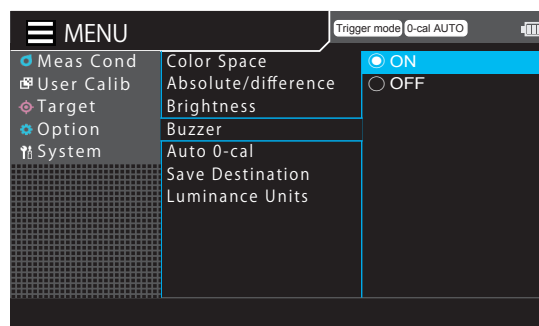 MENU
Trigger mode
0-cal AUTO
Meas Cond
User Calib
Target
Option
System
Color Space
Absolute/difference
Brightness
Buzzer
Auto 0-cal
Save Destination
Luminance Units
ON
OFF